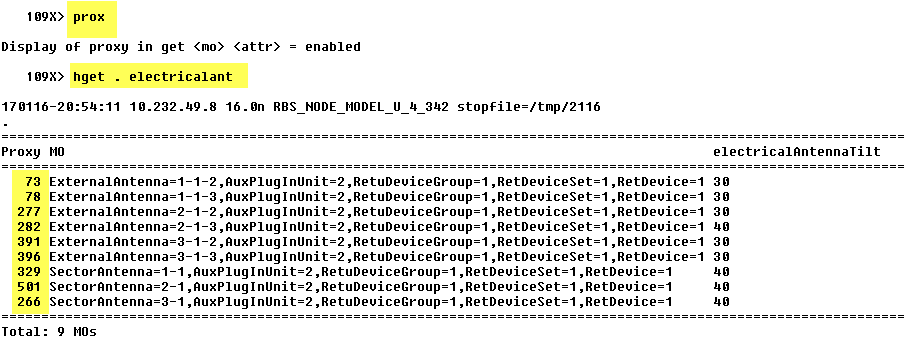 109X> prox
Display of proxy in get <mo> <attr> = enabled
109X> hget . electricalant
170116-20:54:11 10.232.49.8 16.0n RBS_NODE_MODEL_U_4_342 stopfile=/tmp/2116
.
=================================================================================================================
Proxy MO electricalAntennaTilt
=================================================================================================================
73 ExternalAntenna=1-1-2,AuxPlugInUnit=2,RetuDeviceGroup=1,RetDeviceSet=1,RetDevice=1 30
78 ExternalAntenna=1-1-3,AuxPlugInUnit=2,RetuDeviceGroup=1,RetDeviceSet=1,RetDevice=1 30
277 ExternalAntenna=2-1-2,AuxPlugInUnit=2,RetuDeviceGroup=1,RetDeviceSet=1,RetDevice=1 30
282 ExternalAntenna=2-1-3,AuxPlugInUnit=2,RetuDeviceGroup=1,RetDeviceSet=1,RetDevice=1 40
391 ExternalAntenna=3-1-2,AuxPlugInUnit=2,RetuDeviceGroup=1,RetDeviceSet=1,RetDevice=1 30
396 ExternalAntenna=3-1-3,AuxPlugInUnit=2,RetuDeviceGroup=1,RetDeviceSet=1,RetDevice=1 30
329 SectorAntenna=1-1,AuxPlugInUnit=2,RetuDeviceGroup=1,RetDeviceSet=1,RetDevice=1 40
501 SectorAntenna=2-1,AuxPlugInUnit=2,RetuDeviceGroup=1,RetDeviceSet=1,RetDevice=1 40
266 SectorAntenna=3-1,AuxPlugInUnit=2,RetuDeviceGroup=1,RetDeviceSet=1,RetDevice=1 40
=================================================================================================================
Total: 9 MOs